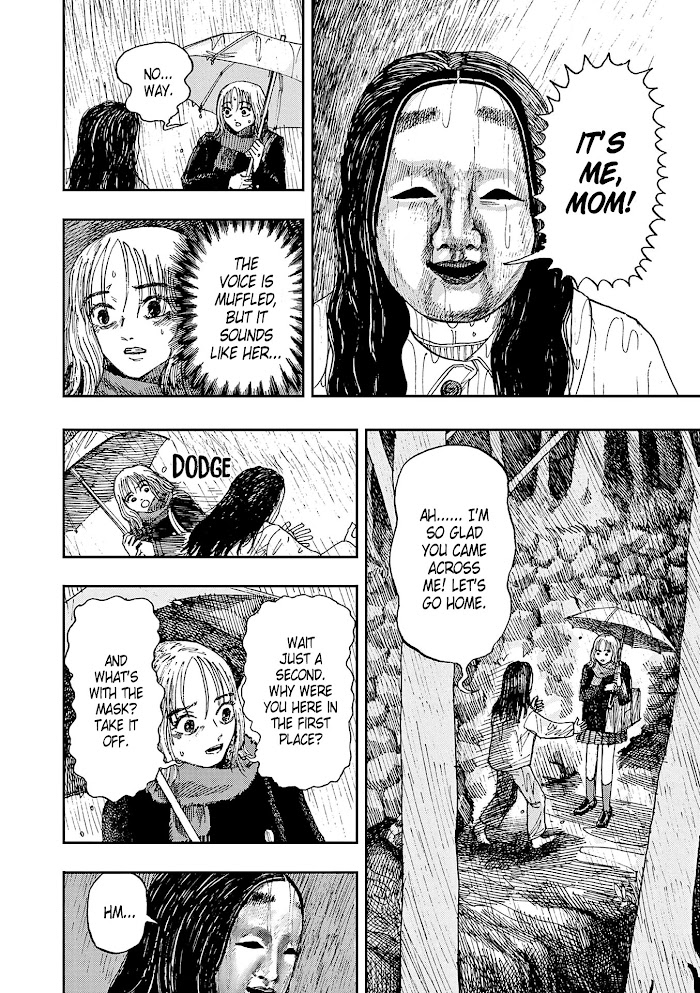 IT'S
ME,
MOM!
NO...
WAY.
THE
VOICE IS
MUFFLED,
BUT IT
SOUNDS
LIKE HER...
AH...... I'M
SO GLAD
YOU CAME
ACROSS
ME! LET'S
GO HOME.
DODGE
WAIT
JUST A
SECOND.
WHY WERE
YOU HERE IN
THE FIRST
PLACE?
AND
WHAT'S
WITH THE
MASK?
TAKE IT
OFF.
HM...